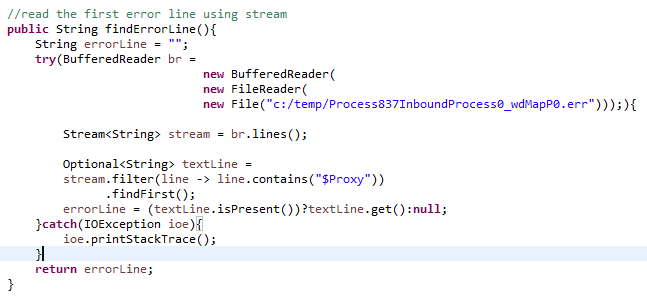 //read the first error line using stream
public String findErrorLine(){
    String errorLine = "";
    try(BufferedReader br =
                            new BufferedReader(
                            new FileReader(
                            new File("c:/temp/Process837InboundProcess0_wdMapP0.err")));){

        Stream<String> stream = br.lines();

        Optional<String> textLine =
        stream.filter(line -> line.contains("$Proxy"))
              .findFirst();
        errorLine = (textLine.isPresent())?textLine.get():null;
    }catch(IOException ioe){
        ioe.printStackTrace();
    }
    return errorLine;
}